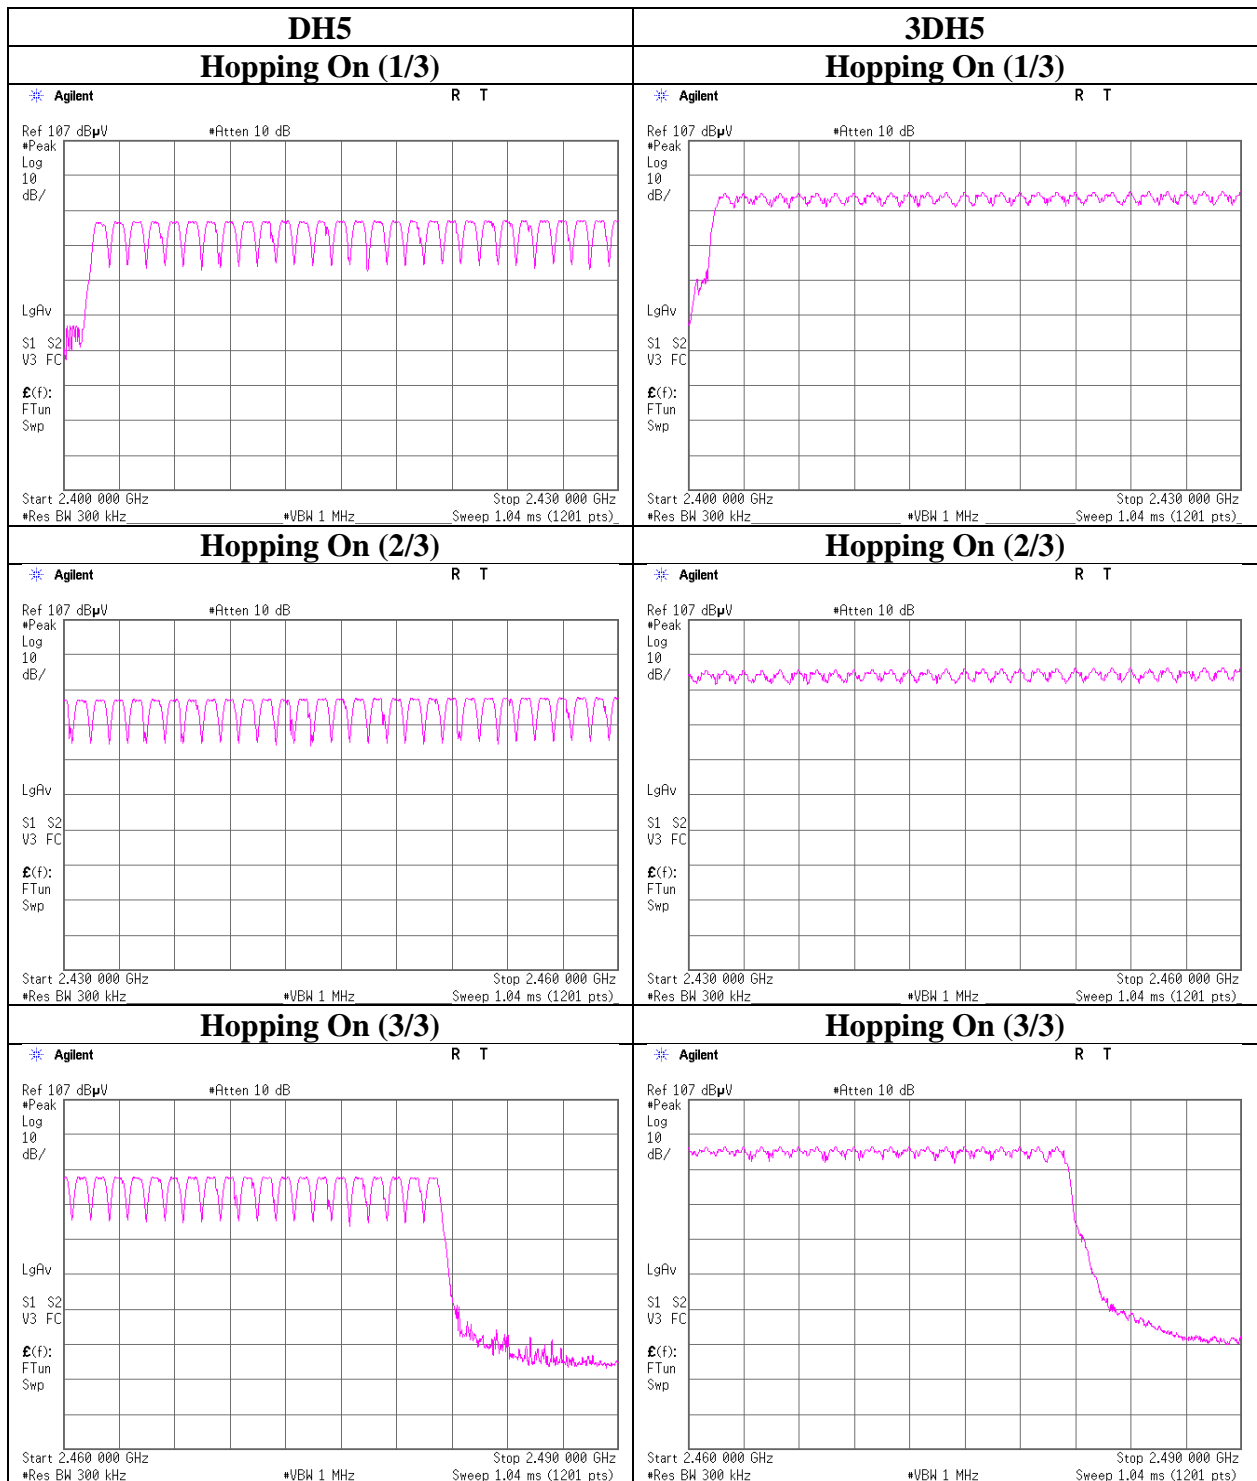 DH5 3DH5
Hopping On (1/3) Hopping On (1/3)
Agilent R T
Ref 107 dBµV #Atten 10 dB
#Peak
Log
10
dB/
LgAv
S1 S2
V3 FC
£(f):
FTun
Swp
Start 2.400 000 GHz Stop 2.430 000 GHz
#Res BW 300 kHz #VBW 1 MHz Sweep 1.04 ms (1201 pts)
Agilent R T
Ref 107 dBµV #Atten 10 dB
#Peak
Log
10
dB/
LgAv
S1 S2
V3 FC
£(f):
FTun
Swp
Start 2.400 000 GHz Stop 2.430 000 GHz
#Res BW 300 kHz #VBW 1 MHz Sweep 1.04 ms (1201 pts)
Hopping On (2/3) Hopping On (2/3)
Agilent R T
Ref 107 dBµV #Atten 10 dB
#Peak
Log
10
dB/
LgAv
S1 S2
V3 FC
£(f):
FTun
Swp
Start 2.430 000 GHz Stop 2.460 000 GHz
#Res BW 300 kHz #VBW 1 MHz Sweep 1.04 ms (1201 pts)
Agilent R T
Ref 107 dBµV #Atten 10 dB
#Peak
Log
10
dB/
LgAv
S1 S2
V3 FC
£(f):
FTun
Swp
Start 2.430 000 GHz Stop 2.460 000 GHz
#Res BW 300 kHz #VBW 1 MHz Sweep 1.04 ms (1201 pts)
Hopping On (3/3) Hopping On (3/3)
Agilent R T
Ref 107 dBµV #Atten 10 dB
#Peak
Log
10
dB/
LgAv
S1 S2
V3 FC
£(f):
FTun
Swp
Start 2.460 000 GHz Stop 2.490 000 GHz
#Res BW 300 kHz #VBW 1 MHz Sweep 1.04 ms (1201 pts)
Agilent R T
Ref 107 dBµV #Atten 10 dB
#Peak
Log
10
dB/
LgAv
S1 S2
V3 FC
£(f):
FTun
Swp
Start 2.460 000 GHz Stop 2.490 000 GHz
#Res BW 300 kHz #VBW 1 MHz Sweep 1.04 ms (1201 pts)